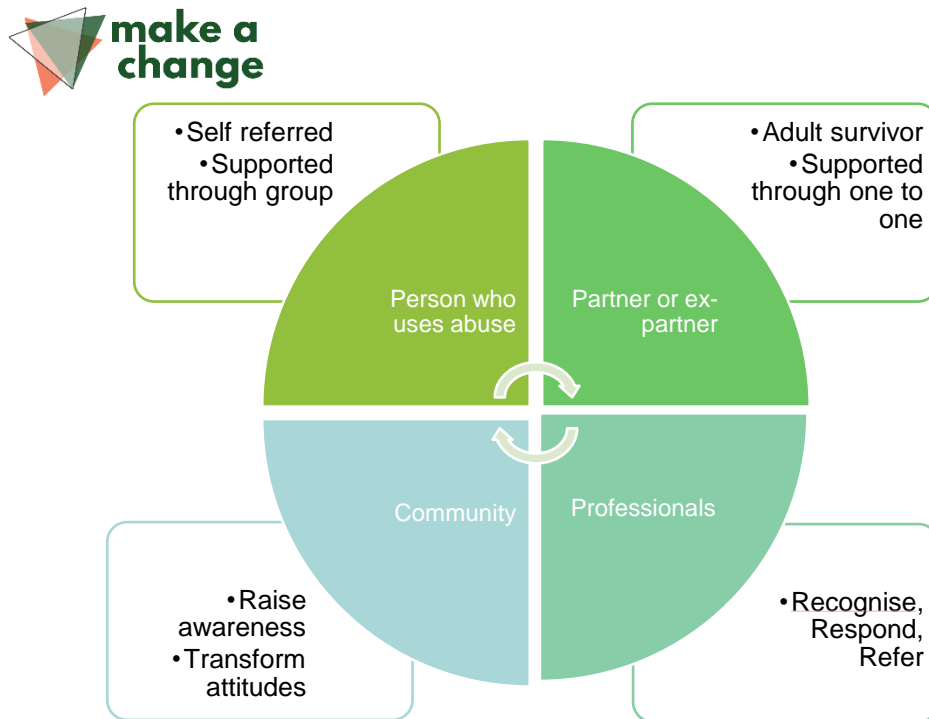 make a
change
•Self referred
•Supported
through group
•Adult survivor
•Supported
through one to
one
Person who
uses abuse
Partner or ex-
partner
Community
Professionals
•Raise
awareness
•Transform
attitudes
•Recognise,
Respond,
Refer